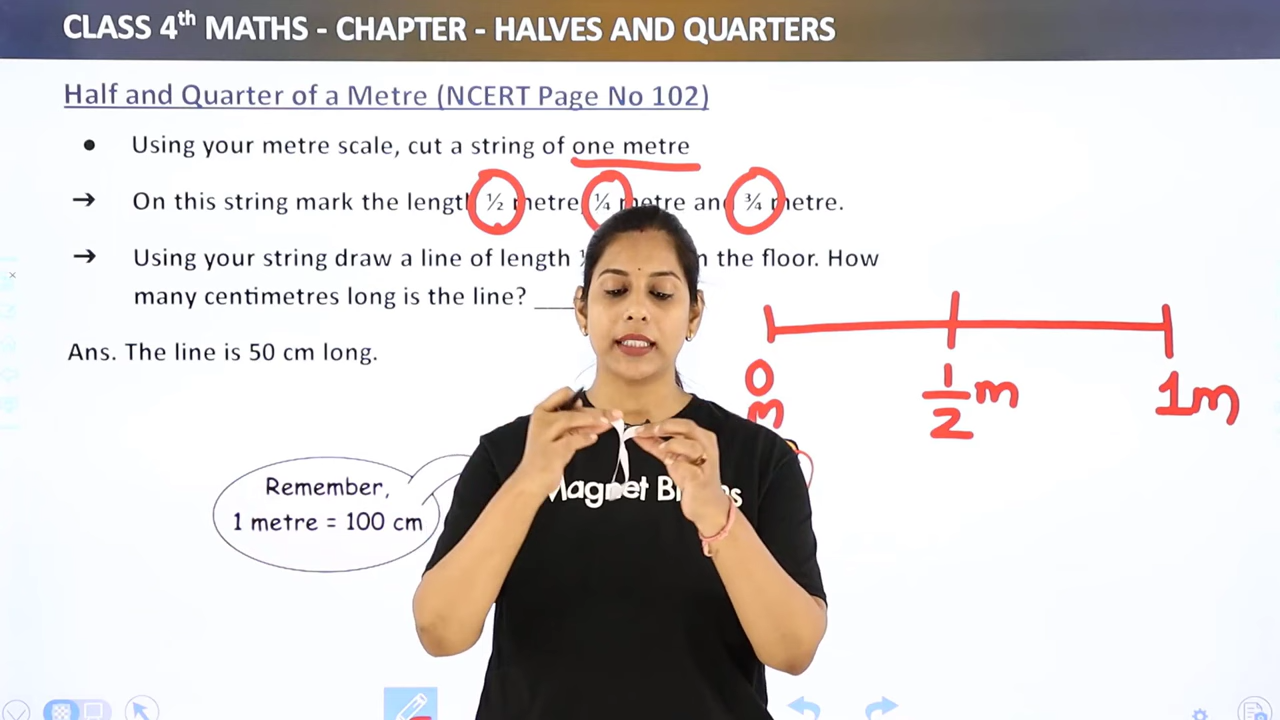 CLASS 4th MATHS - CHAPTER - HALVES AND QUARTERS
Half and Quarter of a Metre (NCERT Page No 102)
● Using your metre scale, cut a string of one metre
→ On this string mark the length ½ metre, ¼ metre and ¾ metre.
→ Using your string draw a line of length the floor. How
many centimetres long is the line? ___
Ans. The line is 50 cm long.
0 m
1/2 m
1m
Remember,
1 metre = 100 cm
Magnet Brains